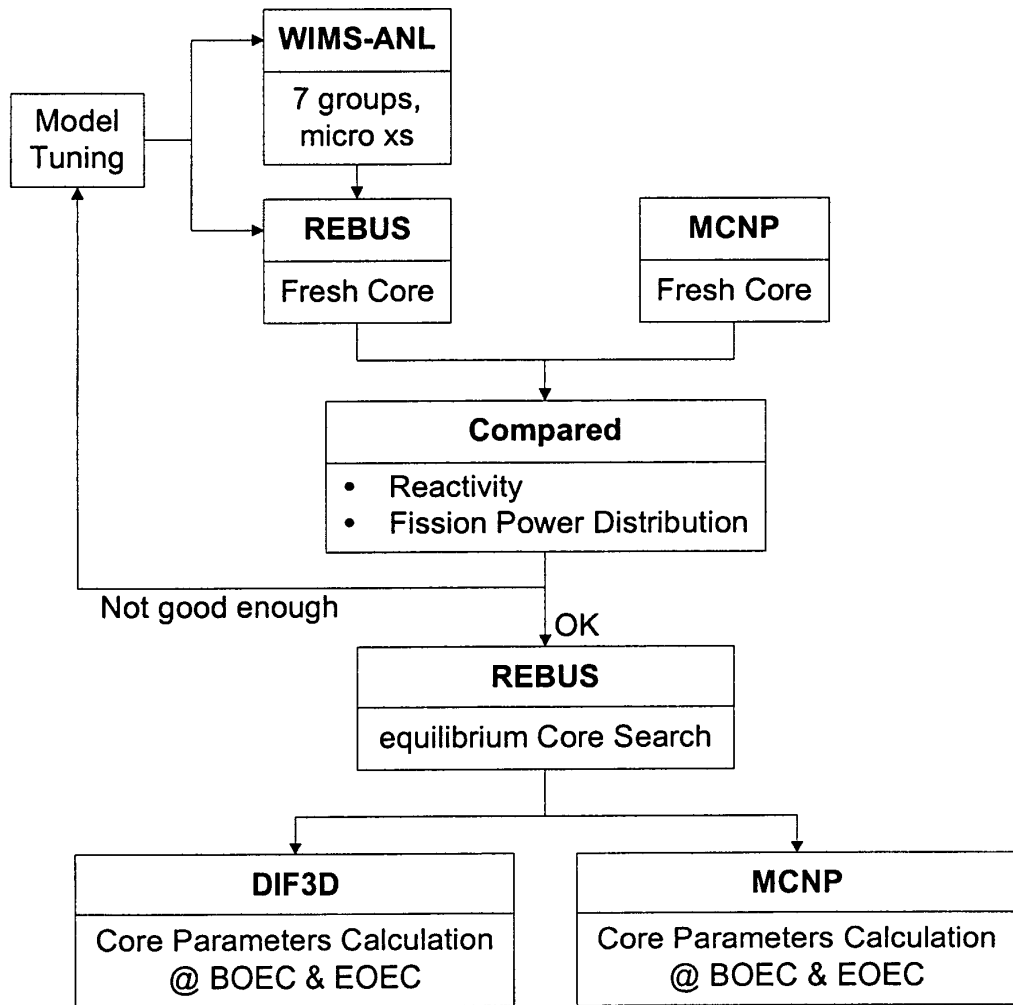 WIMS-ANL
7 groups,
micro xs
Model
Tuning
REBUS
Fresh Core
MCNP
Fresh Core
Compared
• Reactivity
• Fission Power Distribution
Not good enough
OK
REBUS
equilibrium Core Search
DIF3D
Core Parameters Calculation
@ BOEC & EOEC
MCNP
Core Parameters Calculation
@ BOEC & EOEC